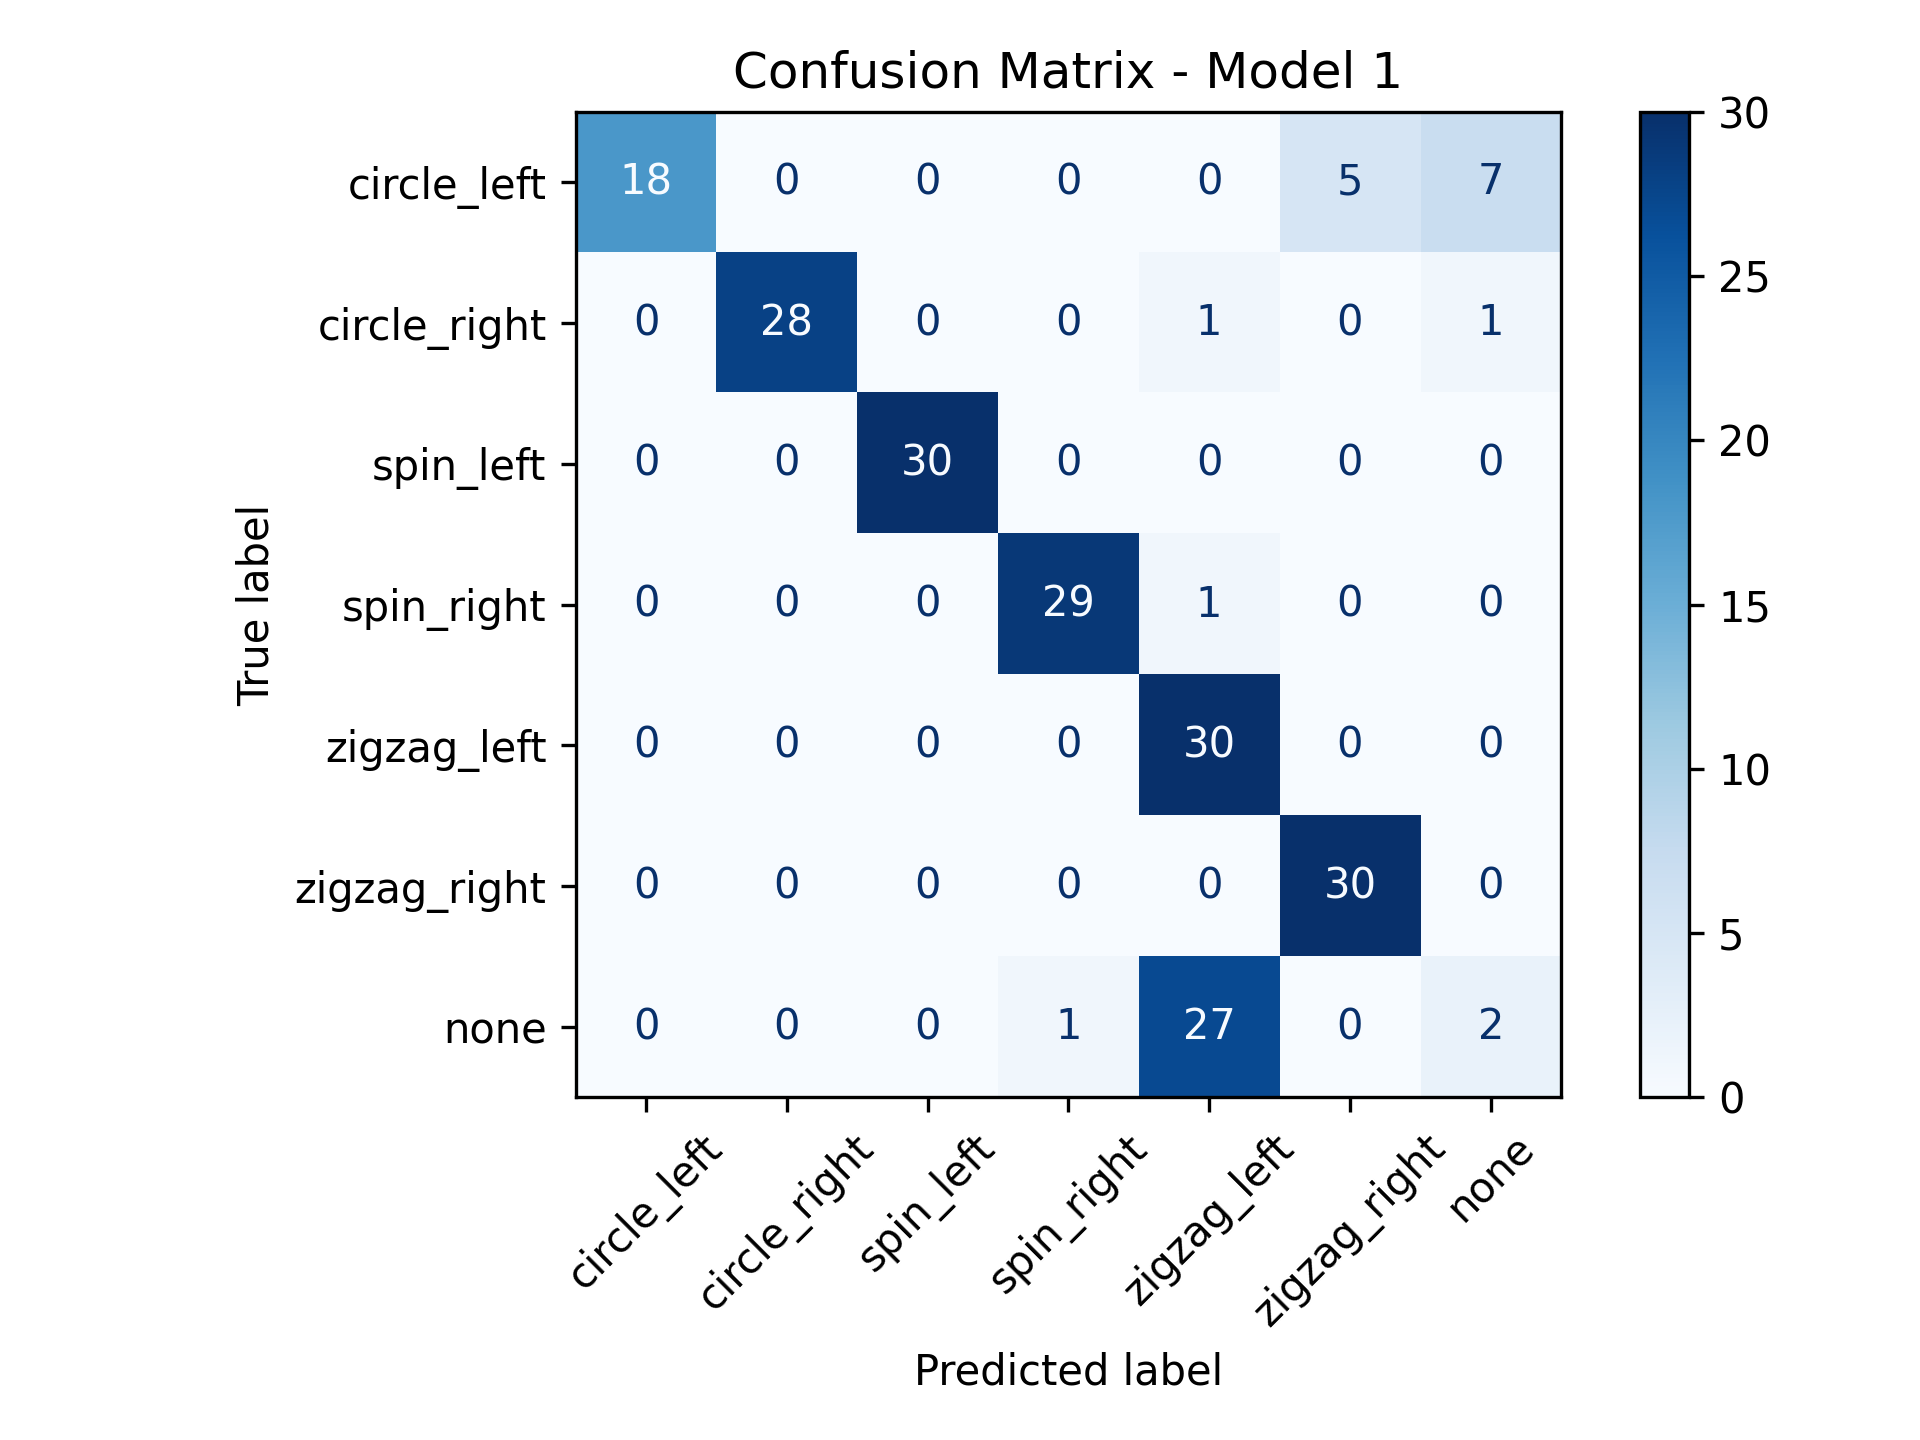 Confusion Matrix - Model 1
circle_left 18 0 0 0 0 5 7
circle_right 0 28 0 0 1 0 1
spin_left 0 0 30 0 0 0 0
spin_right 0 0 0 29 1 0 0
zigzag_left 0 0 0 0 30 0 0
zigzag_right 0 0 0 0 0 30 0
none 0 0 0 1 27 0 2
True label
circle_left circle_right spin_left spin_right zigzag_left zigzag_right none
Predicted label
30
25
20
15
10
5
0